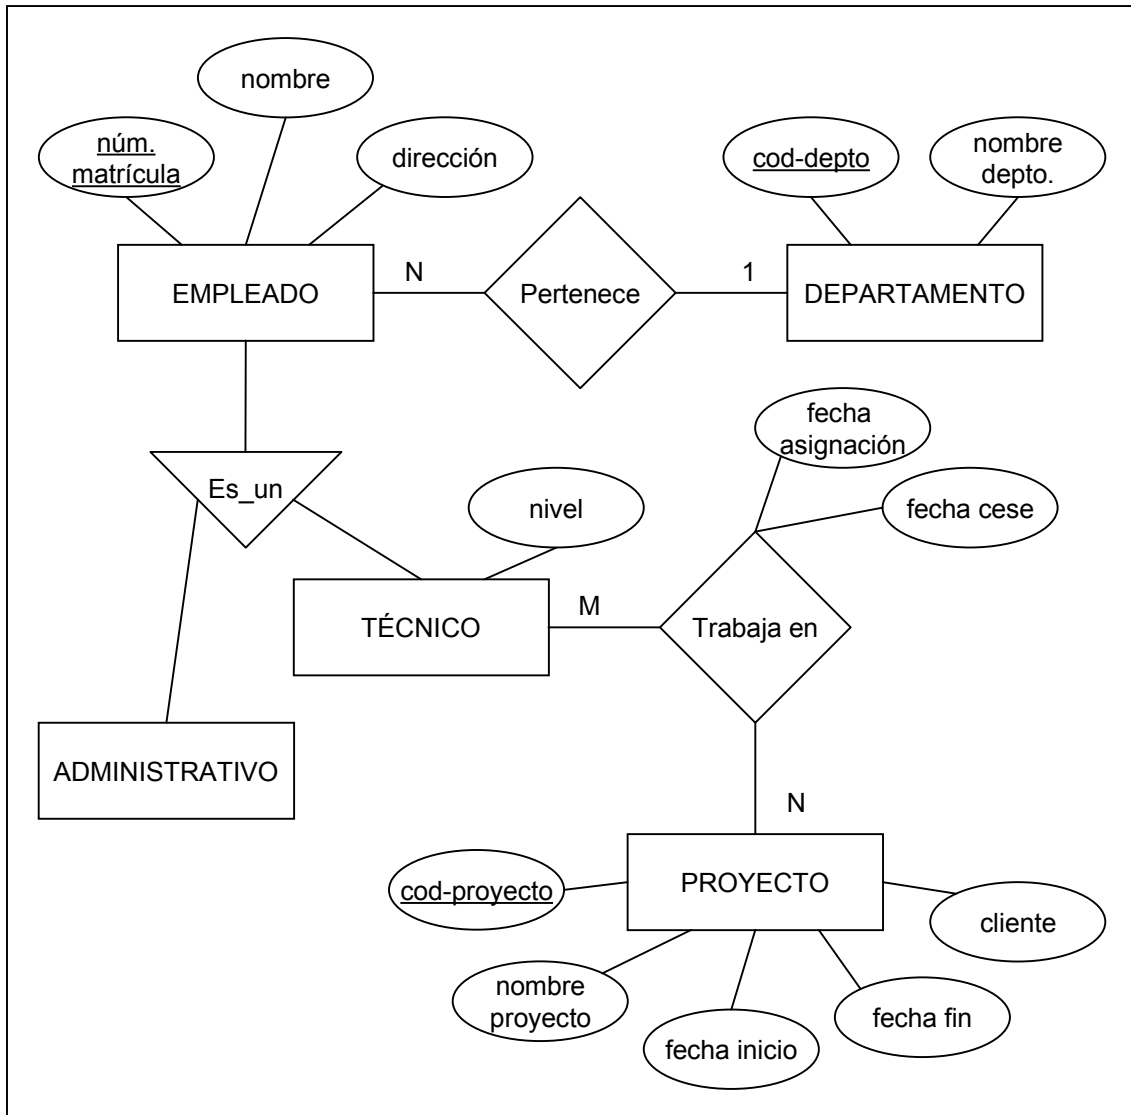 nombre
núm.
matrícula
dirección
cod-depto
nombre
depto.
EMPLEADO
N
Pertenece
1
DEPARTAMENTO
fecha
asignación
Es_un
nivel
fecha cese
TÉCNICO
M
Trabaja en
ADMINISTRATIVO
N
PROYECTO
cod-proyecto
cliente
nombre
proyecto
fecha inicio
fecha fin